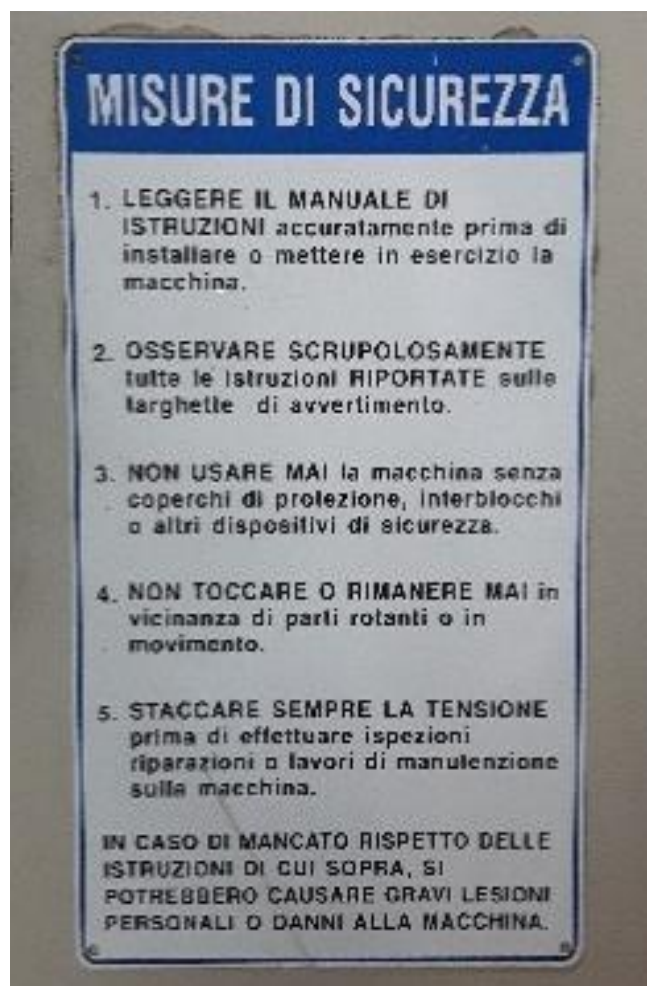 MISURE DI SICUREZZA
1. LEGGERE IL MANUALE DI
ISTRUZIONI accuratamente prima di
installare o mettere in esercizio la
macchina.
2. OSSERVARE SCRUPOLOSAMENTE
tutte le istruzioni RIPORTATE sulle
targhette di avvertimento.
3. NON USARE MAI la macchina senza
coperchi di protezione, interblocchi
o altri dispositivi di sicurezza.
4. NON TOCCARE O RIMANERE MAI in
vicinanza di parti rotanti o in
movimento.
5. STACCARE SEMPRE LA TENSIONE
prima di effettuare ispezioni
riparazioni o lavori di manutenzione
sulla macchina.
IN CASO DI MANCATO RISPETTO DELLE
ISTRUZIONI DI CUI SOPRA, SI
POTREBBERO CAUSARE GRAVI LESIONI
PERSONALI O DANNI ALLA MACCHINA.